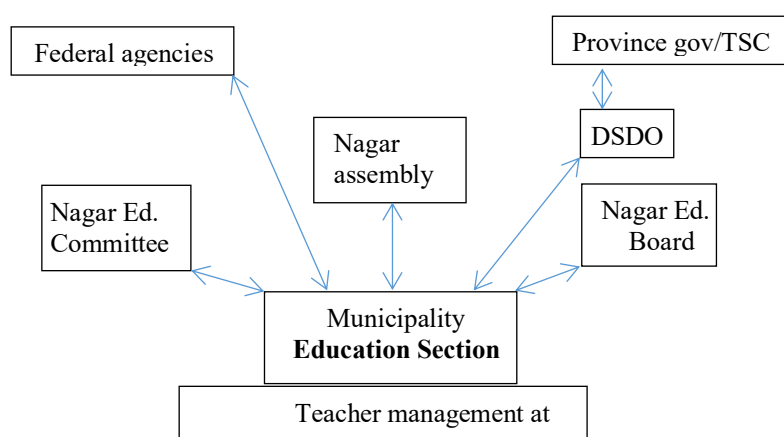 Federal agencies
Province gov/TSC
DSDO
Nagar
assembly
Nagar Ed.
Committee
Nagar Ed.
Board
Municipality
Education Section
Teacher management at